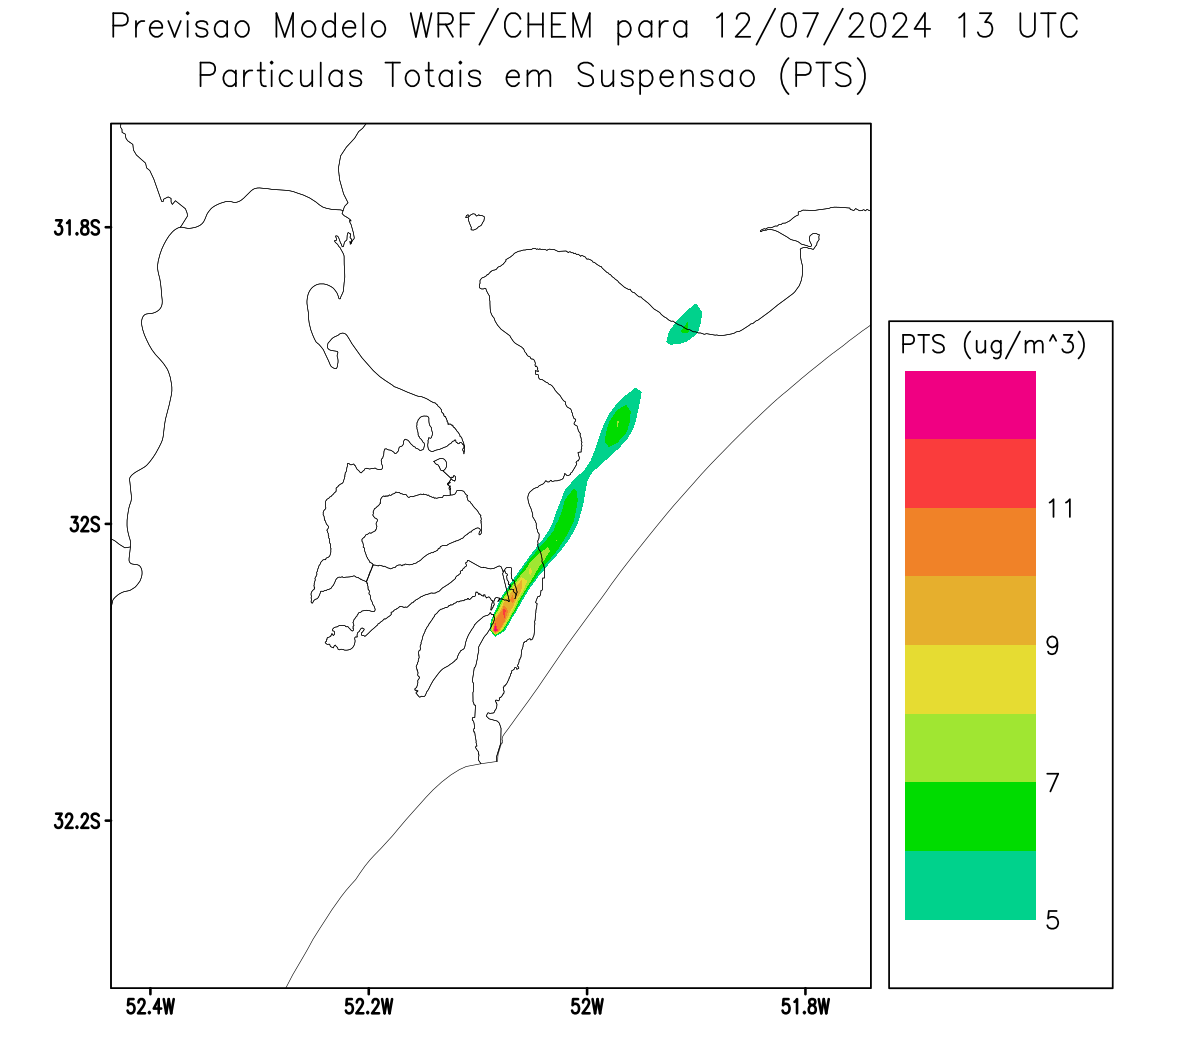 Previsao Modelo WRF/CHEM para 12/07/2024 13 UTC
Particulas Totais em Suspensao (PTS)
31.8S
32S
32.2S
52.4W
52.2W
52W
51.8W
PTS (ug/m^3)
11
9
7
5